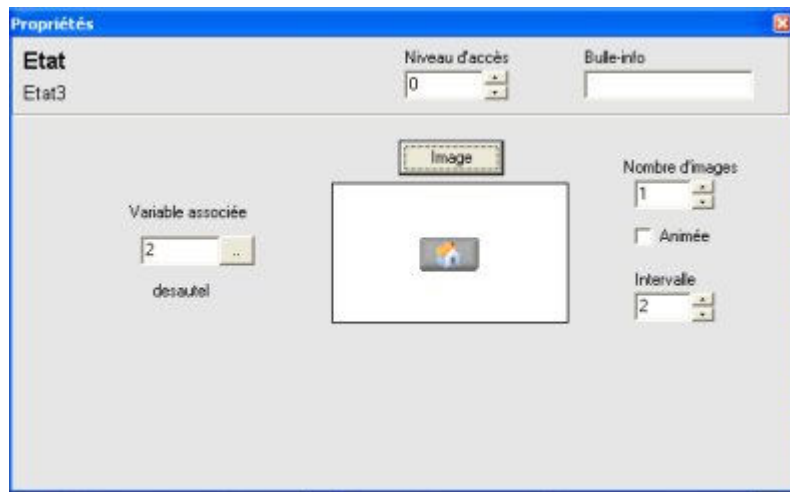 Propriétés
Etat
Niveau d'accès
Bulle-info
Etat3
0
Image
Nombre d'images
1
Variable associée
Animée
2
..
desautel
Intervalle
2